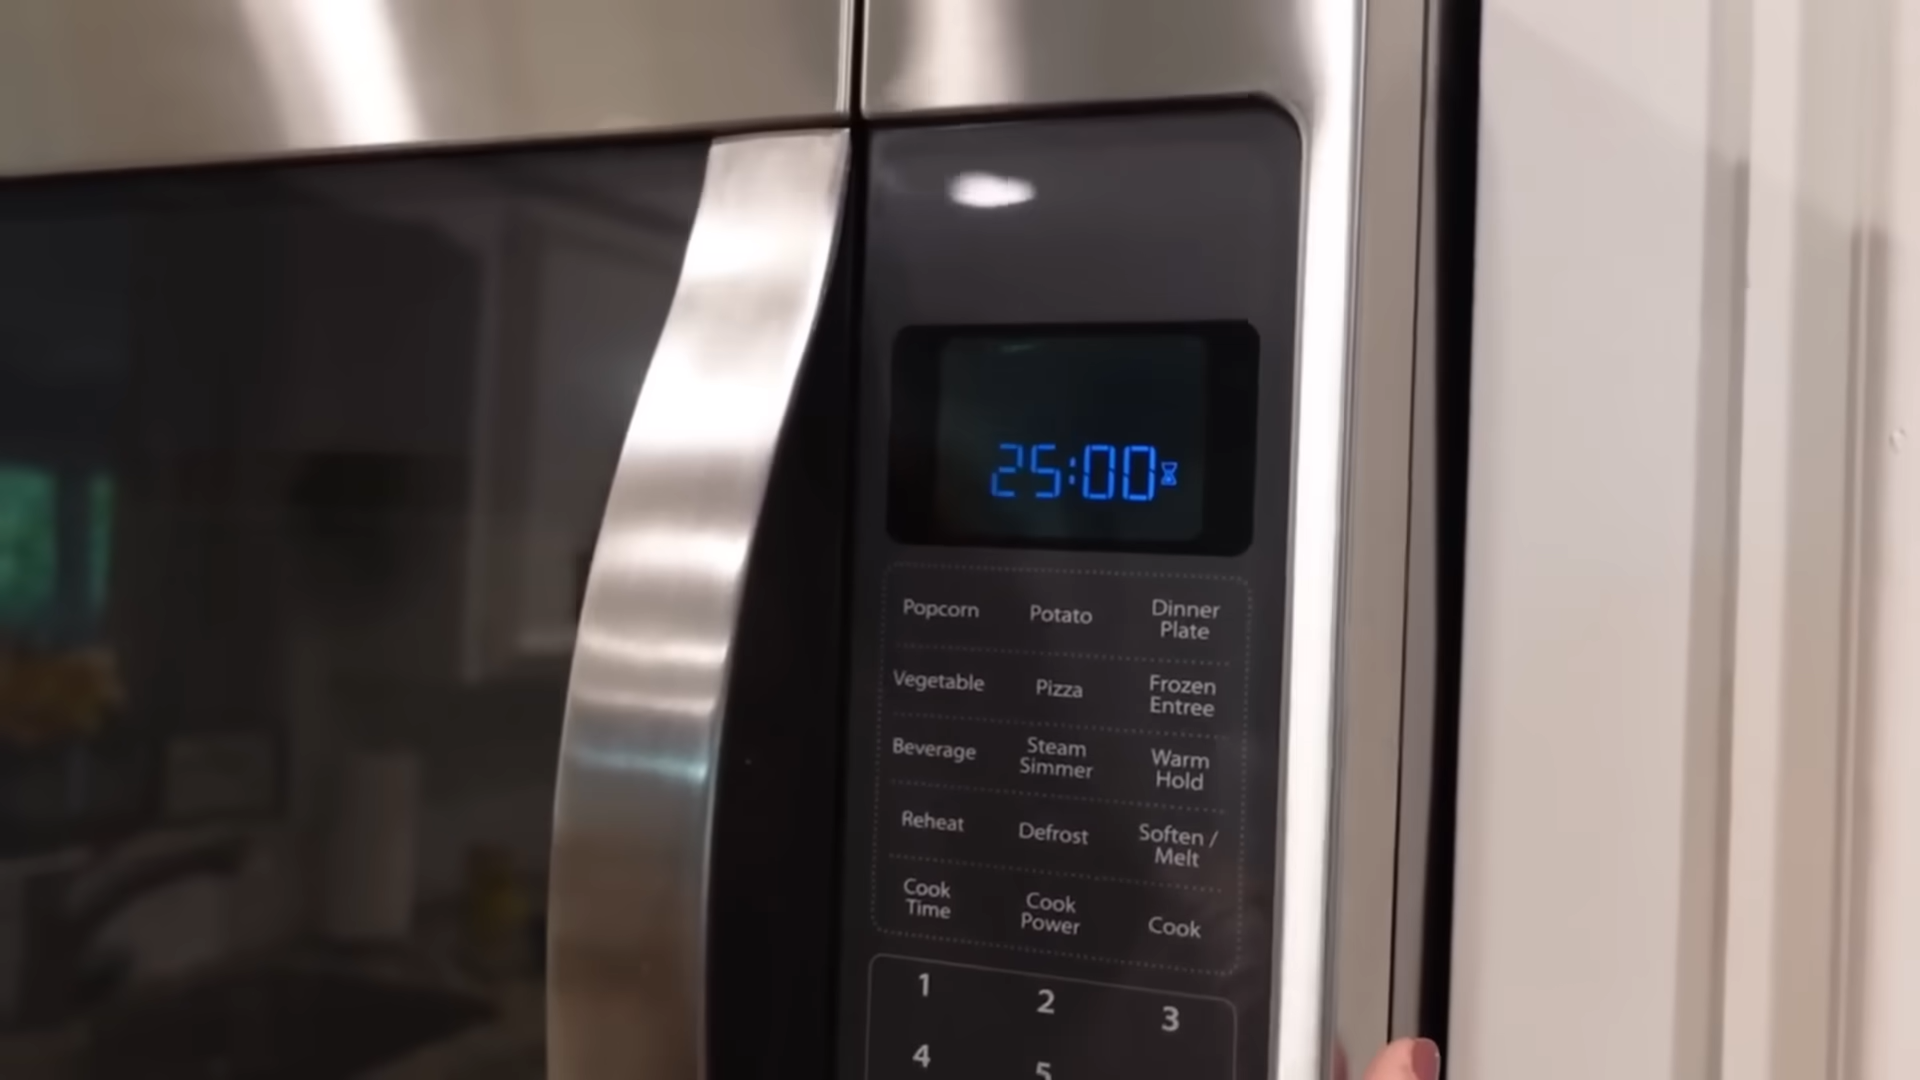 25:00
Popcorn
Potato
Dinner
Plate
Vegetable
Pizza
Frozen
Entree
Beverage
Steam
Simmer
Warm
Hold
Reheat
Defrost
Soften /
Melt
Cook
Time
Cook
Power
Cook
1
2
3
4
5